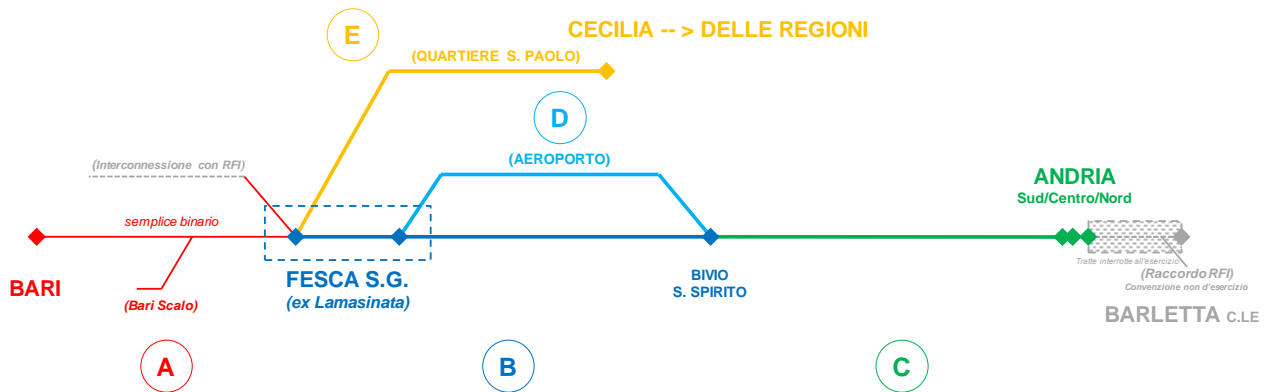 E
CECILIA -- > DELLE REGIONI
(QUARTIERE S. PAOLO)
D
(AEROPORTO)
(Interconnessione con RFI)
ANDRIA
Sud/Centro/Nord
semplice binario
Tratte interrotte all'esercizio
(Raccordo RFI)
Convenzione non d'esercizio
BARI
(Bari Scalo)
FESCA S.G.
(ex Lamasinata)
BIVIO
S. SPIRITO
BARLETTA C.LE
A
B
C